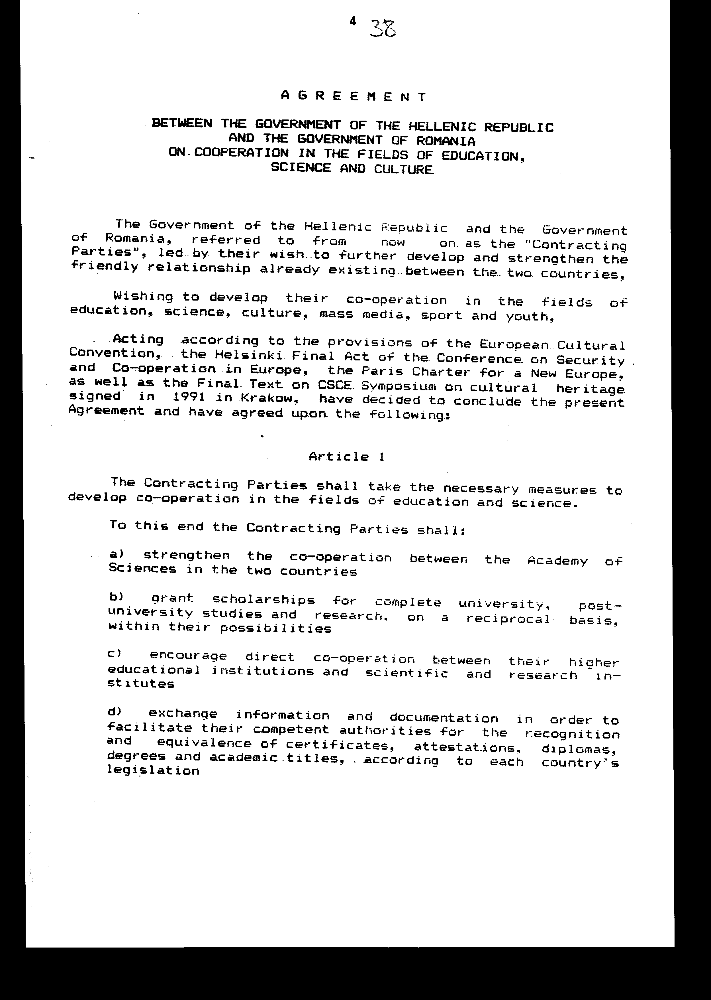 4 38
A G R E E M E N T
BETWEEN THE GOVERNMENT OF THE HELLENIC REPUBLIC
AND THE GOVERNMENT OF ROMANIA
ON COOPERATION IN THE FIELDS OF EDUCATION,
SCIENCE AND CULTURE
The Government of the Hellenic Republic and the Government
of Romania, referred to from now on as the "Contracting
Parties", led by their wish to further develop and strengthen the
friendly relationship already existing between the two countries,
Wishing to develop their co-operation in the fields of
education, science, culture, mass media, sport and youth,
Acting according to the provisions of the European Cultural
Convention, the Helsinki Final Act of the Conference on Security
and Co-operation in Europe, the Paris Charter for a New Europe,
as well as the Final Text on CSCE Symposium on cultural heritage
signed in 1991 in Krakow, have decided to conclude the present
Agreement and have agreed upon the following:
Article 1
The Contracting Parties shall take the necessary measures to
develop co-operation in the fields of education and science.
To this end the Contracting Parties shall:
a) strengthen the co-operation between the Academy of
Sciences in the two countries
b) grant scholarships for complete university, post-
university studies and research, on a reciprocal basis,
within their possibilities
c) encourage direct co-operation between their higher
educational institutions and scientific and research in-
stitutes
d) exchange information and documentation in order to
facilitate their competent authorities for the recognition
and equivalence of certificates, attestations, diplomas,
degrees and academic titles, according to each country's
legislation